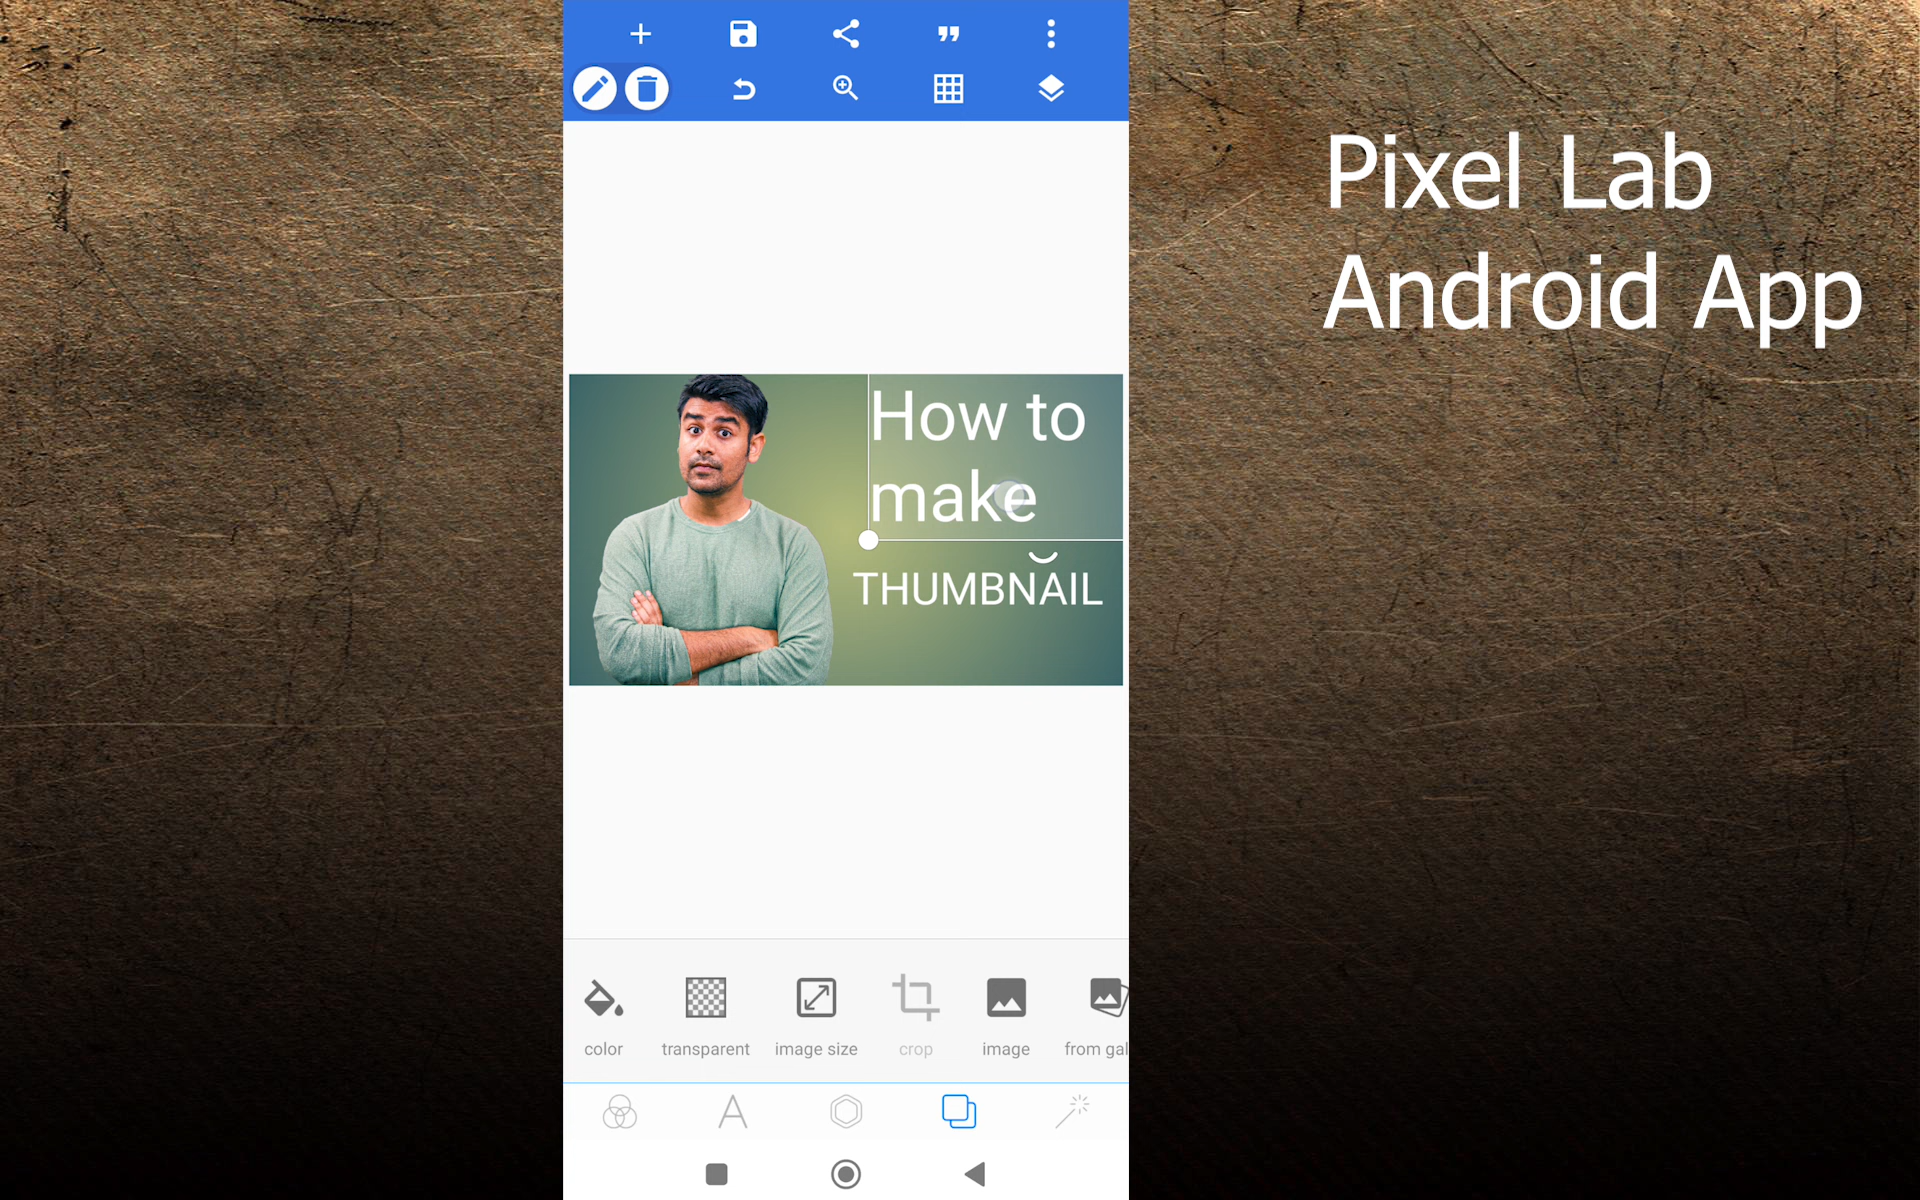 Pixel Lab
Android App
How to
make
THUMBNAIL
color
transparent
image size
crop
image
from gal